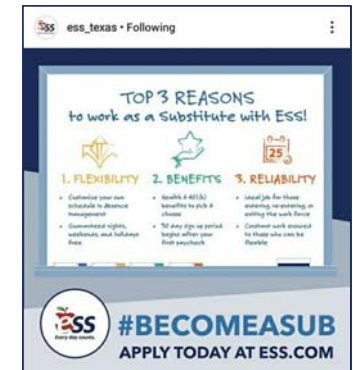 ess_texas • Following
TOP 3 REASONS
to work as a Substitute with ESS!
25
1. FLEXIBILITY 2. BENEFITS 3. RELIABILITY
• Customize your own
schedule in absence
management
• Guaranteed nights,
weekends, and holidays
free
• Health & 401(k)
benefits to pick &
choose
• 30 day sign up period
begins after your
first paycheck
• Ideal job for those
entering, re-entering, or
exiting the work force
• Constant work ensured
to those who can be
flexible
ess
Every day counts.
#BECOMEASUB
APPLY TODAY AT ESS.COM